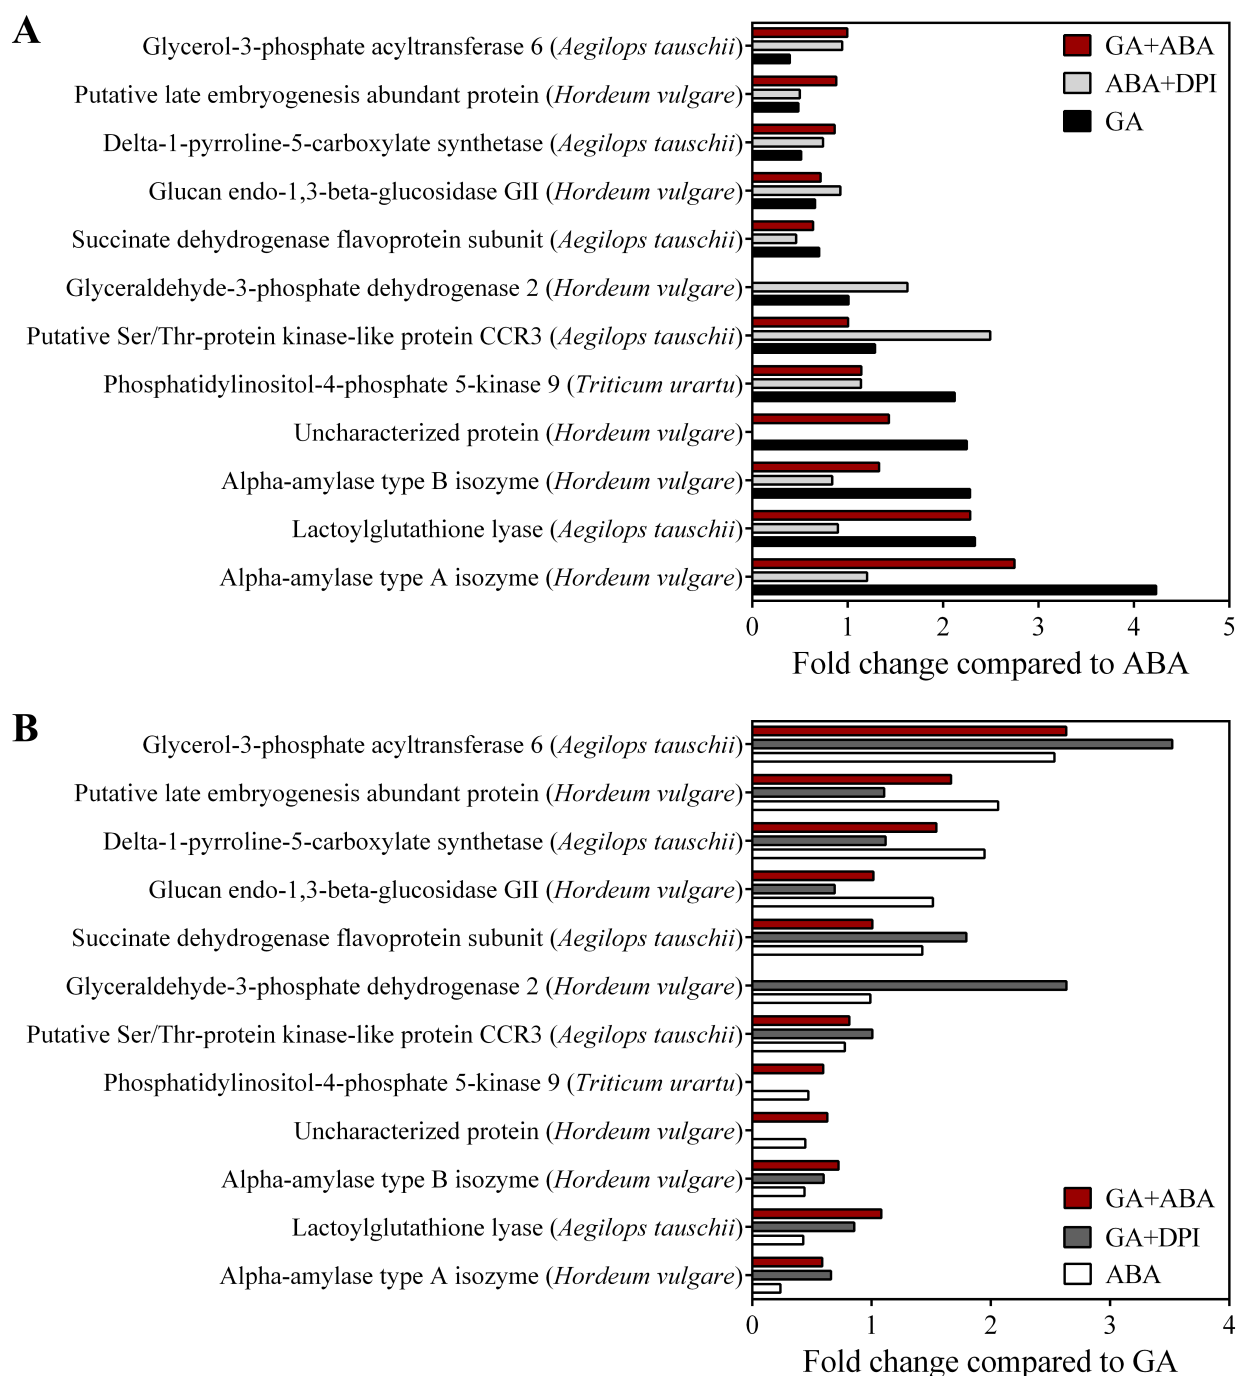 A
Glycerol-3-phosphate acyltransferase 6 (Aegilops tauschii)
Putative late embryogenesis abundant protein (Hordeum vulgare)
Delta-1-pyrroline-5-carboxylate synthetase (Aegilops tauschii)
Glucan endo-1,3-beta-glucosidase GII (Hordeum vulgare)
Succinate dehydrogenase flavoprotein subunit (Aegilops tauschii)
Glyceraldehyde-3-phosphate dehydrogenase 2 (Hordeum vulgare)
Putative Ser/Thr-protein kinase-like protein CCR3 (Aegilops tauschii)
Phosphatidylinositol-4-phosphate 5-kinase 9 (Triticum urartu)
Uncharacterized protein (Hordeum vulgare)
Alpha-amylase type B isozyme (Hordeum vulgare)
Lactoylglutathione lyase (Aegilops tauschii)
Alpha-amylase type A isozyme (Hordeum vulgare)
GA+ABA
ABA+DPI
GA
0 1 2 3 4 5
Fold change compared to ABA
B
Glycerol-3-phosphate acyltransferase 6 (Aegilops tauschii)
Putative late embryogenesis abundant protein (Hordeum vulgare)
Delta-1-pyrroline-5-carboxylate synthetase (Aegilops tauschii)
Glucan endo-1,3-beta-glucosidase GII (Hordeum vulgare)
Succinate dehydrogenase flavoprotein subunit (Aegilops tauschii)
Glyceraldehyde-3-phosphate dehydrogenase 2 (Hordeum vulgare)
Putative Ser/Thr-protein kinase-like protein CCR3 (Aegilops tauschii)
Phosphatidylinositol-4-phosphate 5-kinase 9 (Triticum urartu)
Uncharacterized protein (Hordeum vulgare)
Alpha-amylase type B isozyme (Hordeum vulgare)
Lactoylglutathione lyase (Aegilops tauschii)
Alpha-amylase type A isozyme (Hordeum vulgare)
GA+ABA
GA+DPI
ABA
0 1 2 3 4
Fold change compared to GA